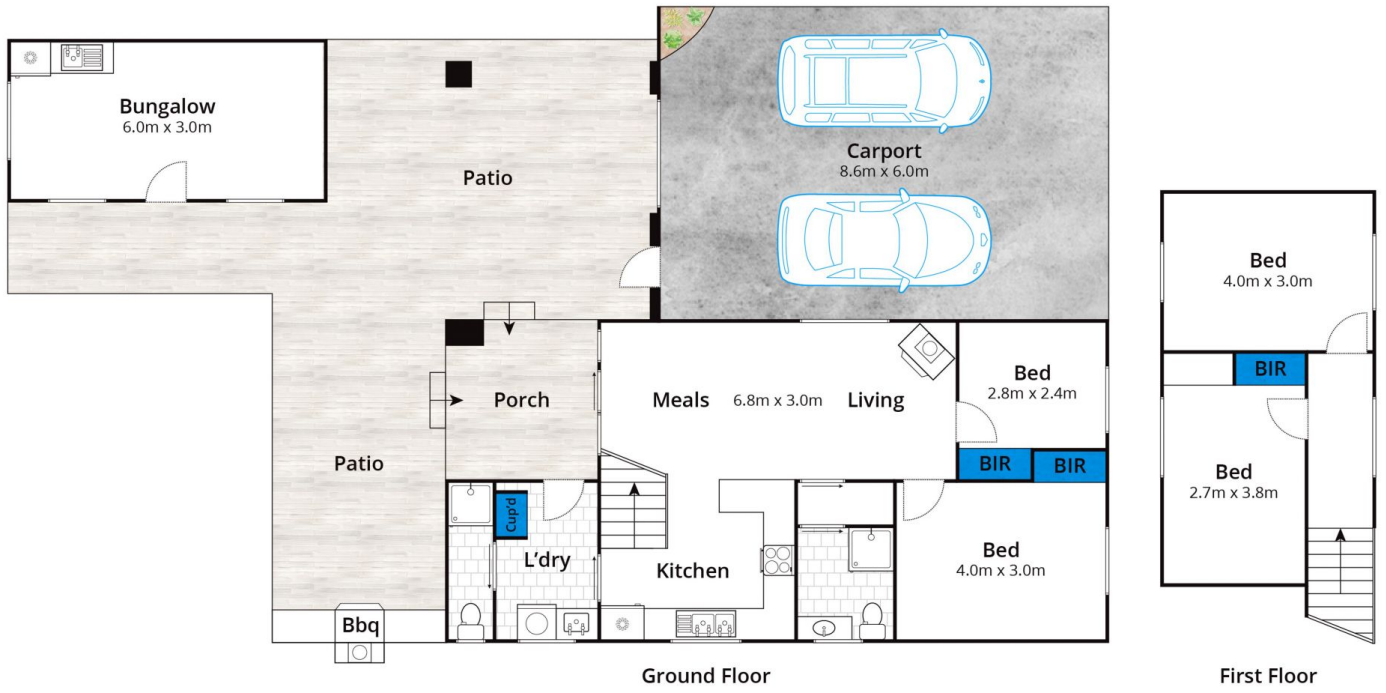 Bungalow
6.0m x 3.0m
Patio
Carport
8.6m x 6.0m
Porch
Meals 6.8m x 3.0m Living
Bed
2.8m x 2.4m
BIR
BIR
Patio
Cup'd
L'dry
Kitchen
Bed
4.0m x 3.0m
Bbq
Ground Floor
Bed
4.0m x 3.0m
BIR
Bed
2.7m x 3.8m
First Floor